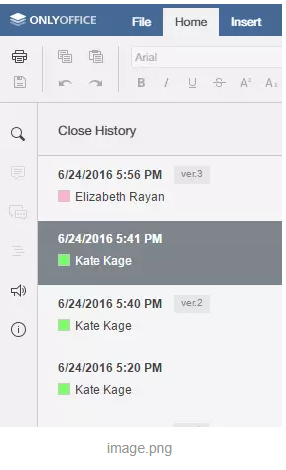 ONLYOFFICE File Home Insert
Arial
B I U S A² A₂
Close History
6/24/2016 5:56 PM ver.3
Elizabeth Rayan
6/24/2016 5:41 PM
Kate Kage
6/24/2016 5:40 PM ver.2
Kate Kage
6/24/2016 5:20 PM
Kate Kage
image.png